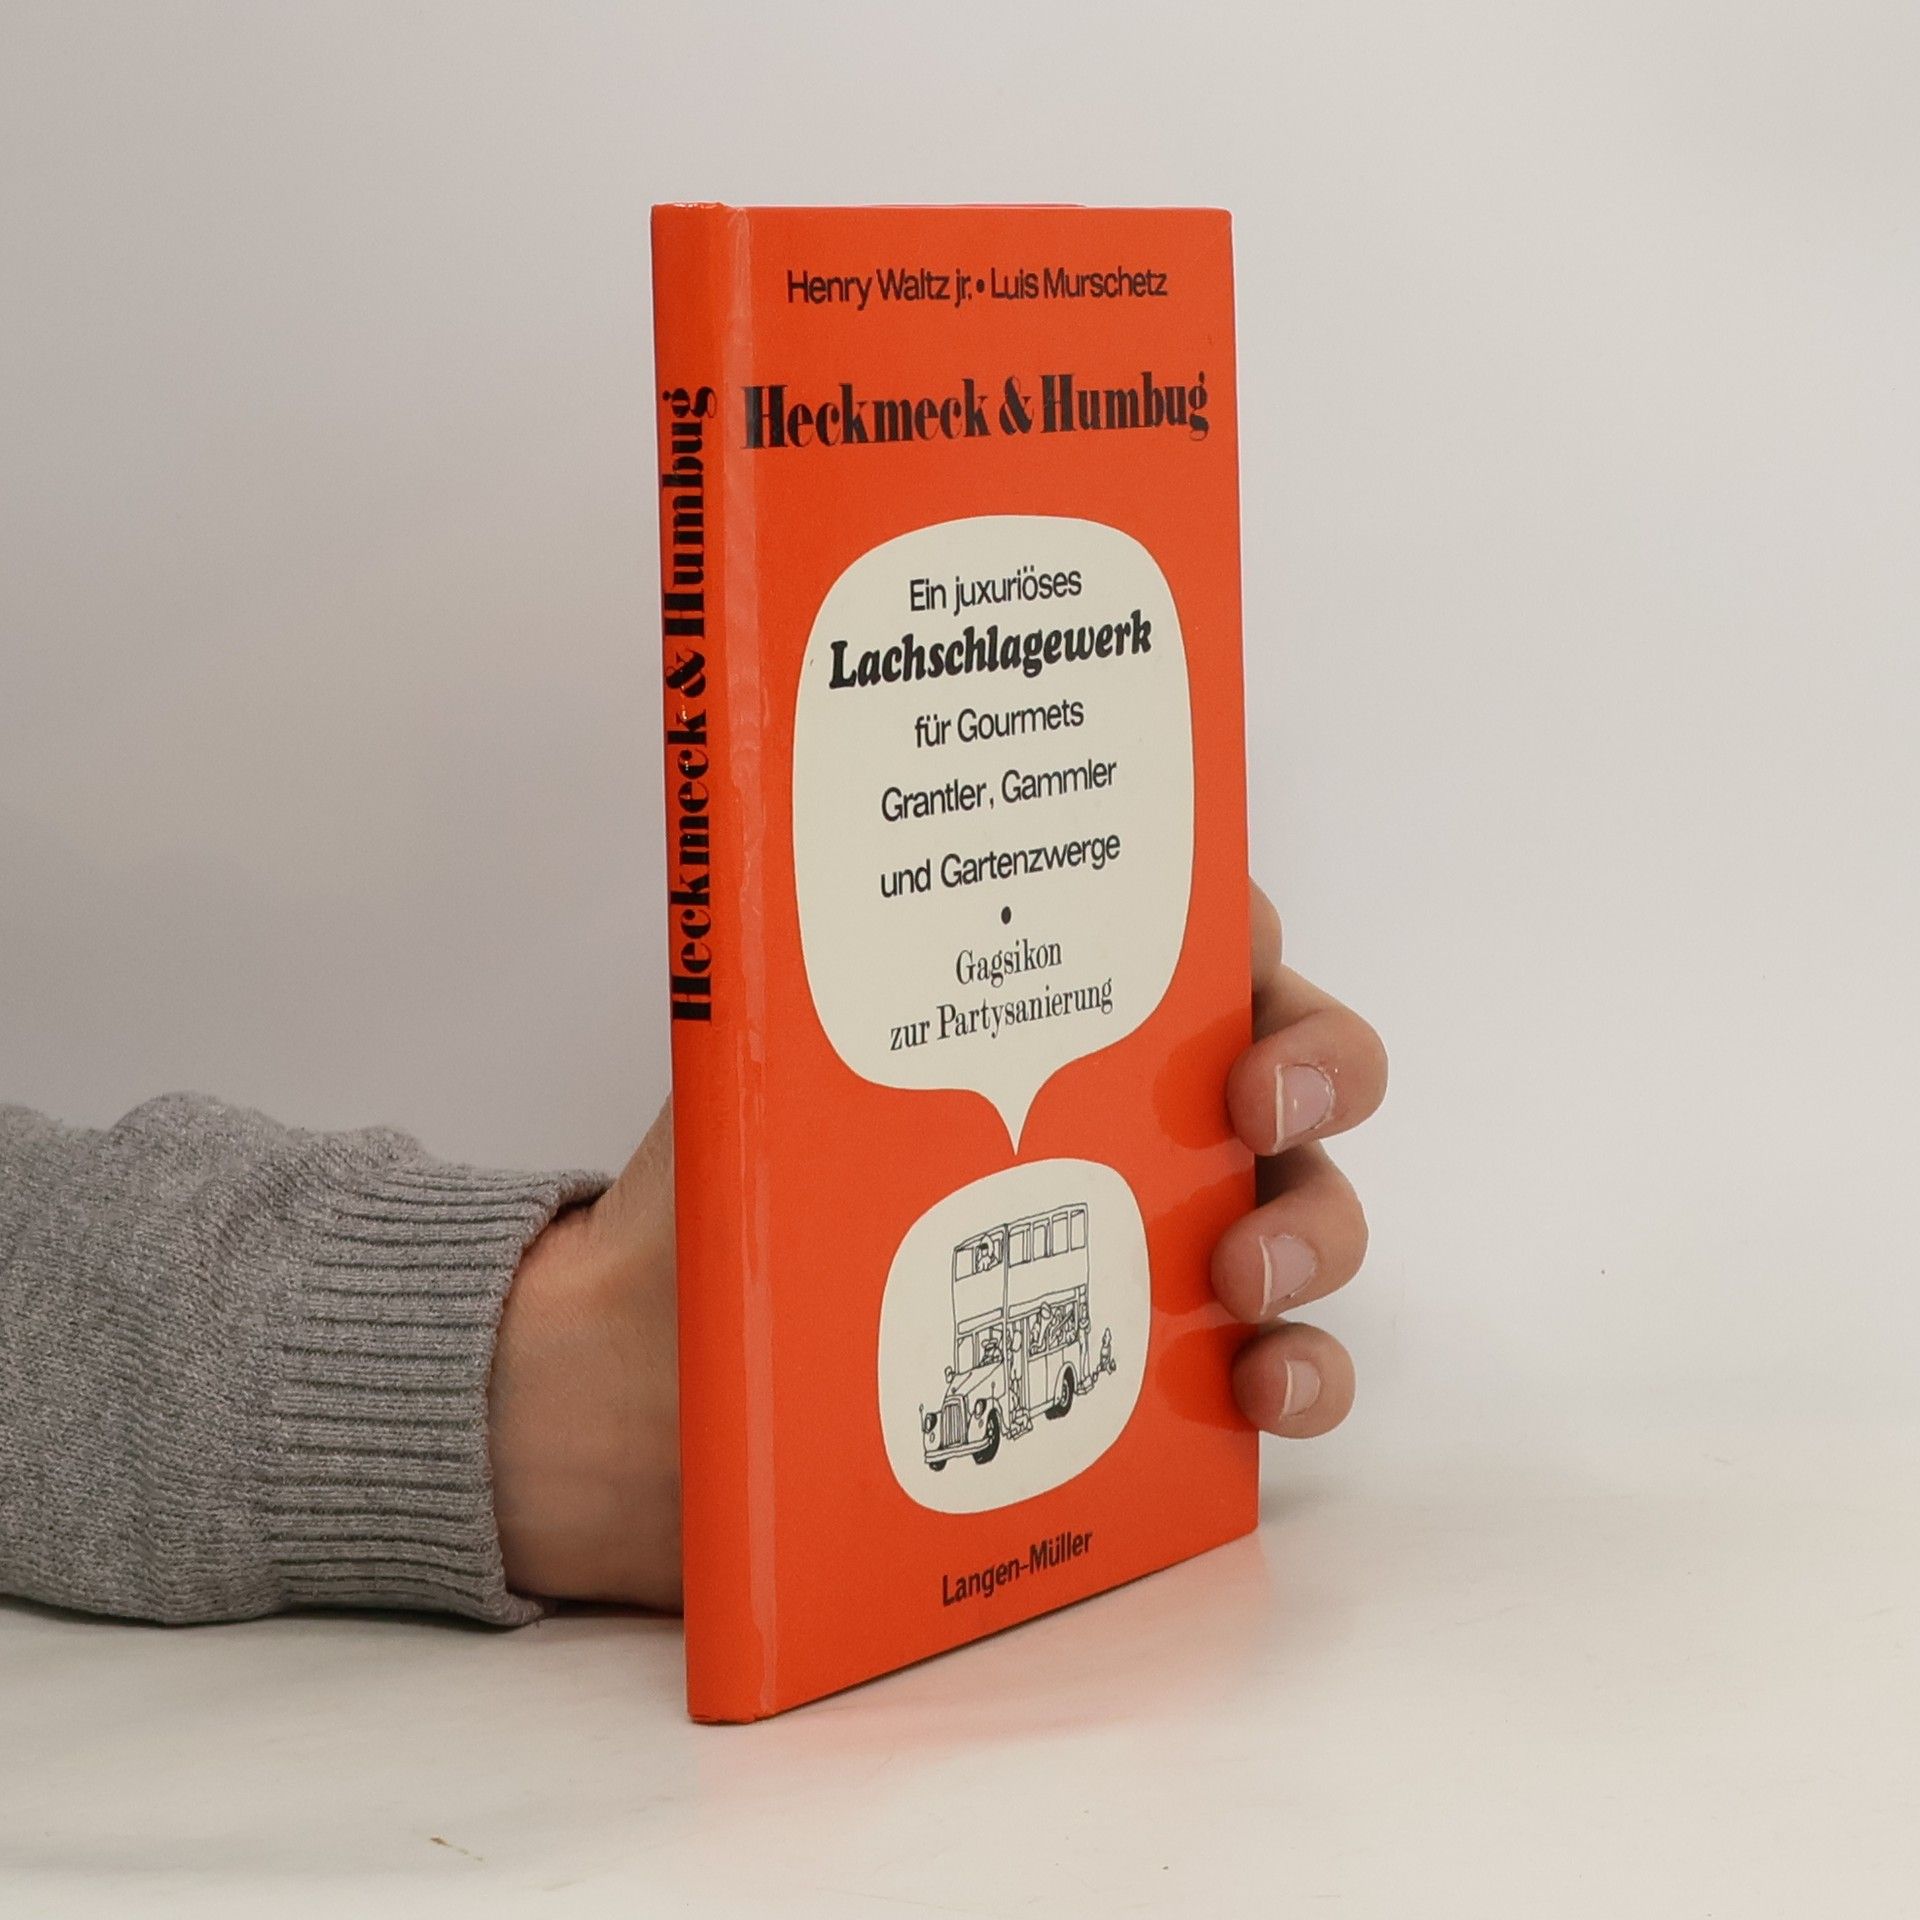 Heckmeck & Humbug
Henry Waltz jr. • Luis Murschetz
Heckmeck & Humbug
Ein juxuriöses
Lachschlagewerk
für Gourmets
Grantler, Gammler
und Gartenzwerge
•
Gagsikon
zur Partysanierung
Langen-Müller